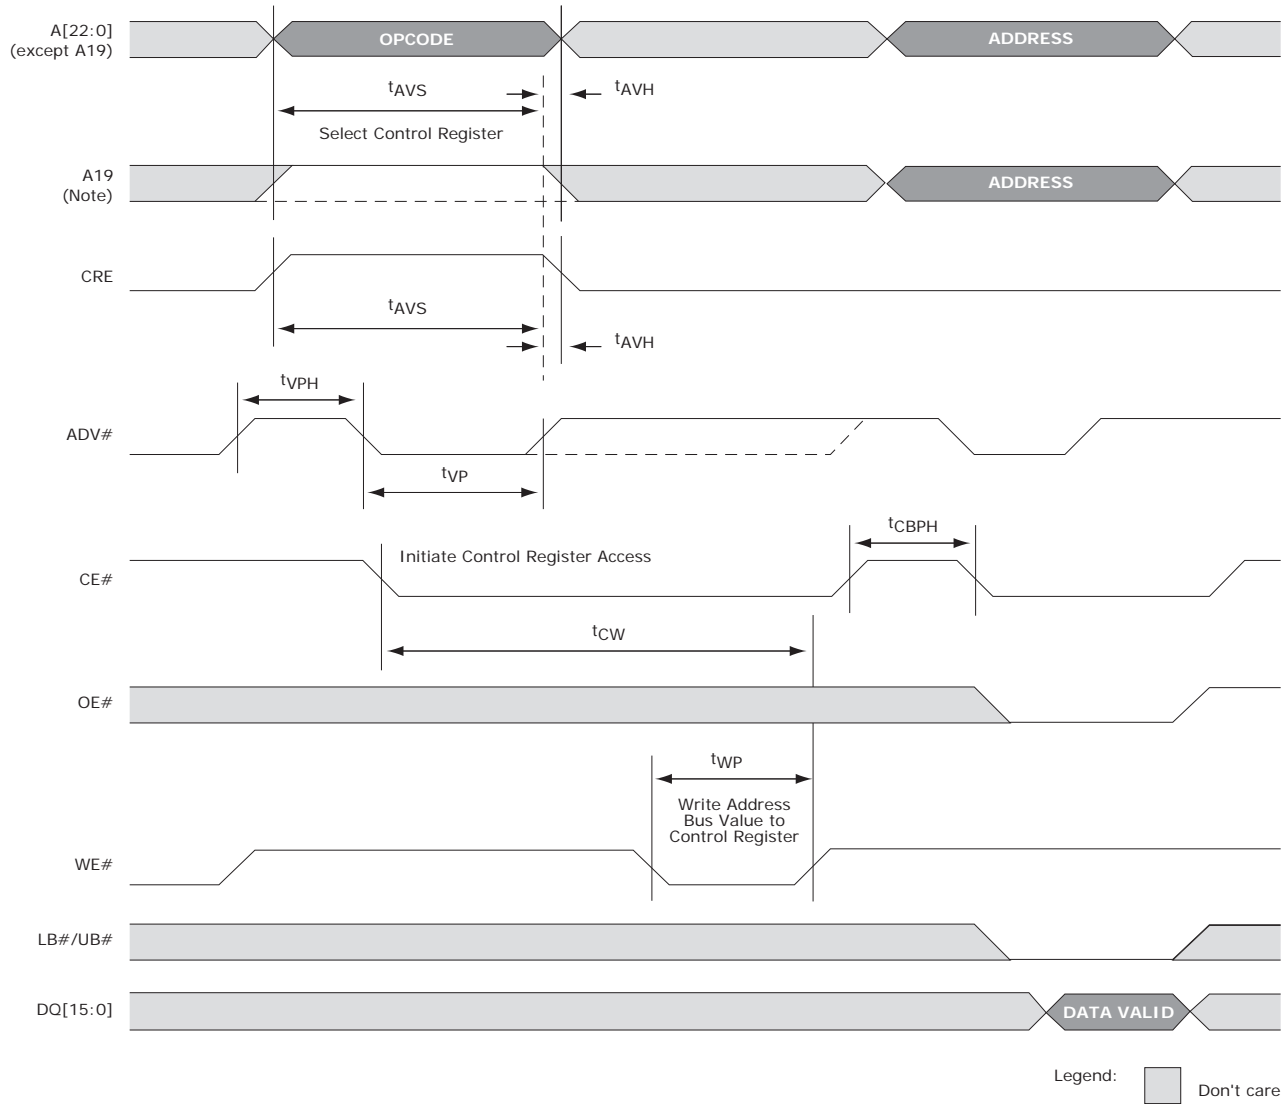 A[22:0]
(except A19)
OPCODE
ADDRESS
tAVS
tAVH
Select Control Register
A19
(Note)
ADDRESS
CRE
tAVS
tAVH
tVPH
ADV#
tVP
tCBPH
Initiate Control Register Access
CE#
tCW
OE#
tWP
Write Address
Bus Value to
Control Register
WE#
LB#/UB#
DQ[15:0]
DATA VALID
Legend:
Don't care